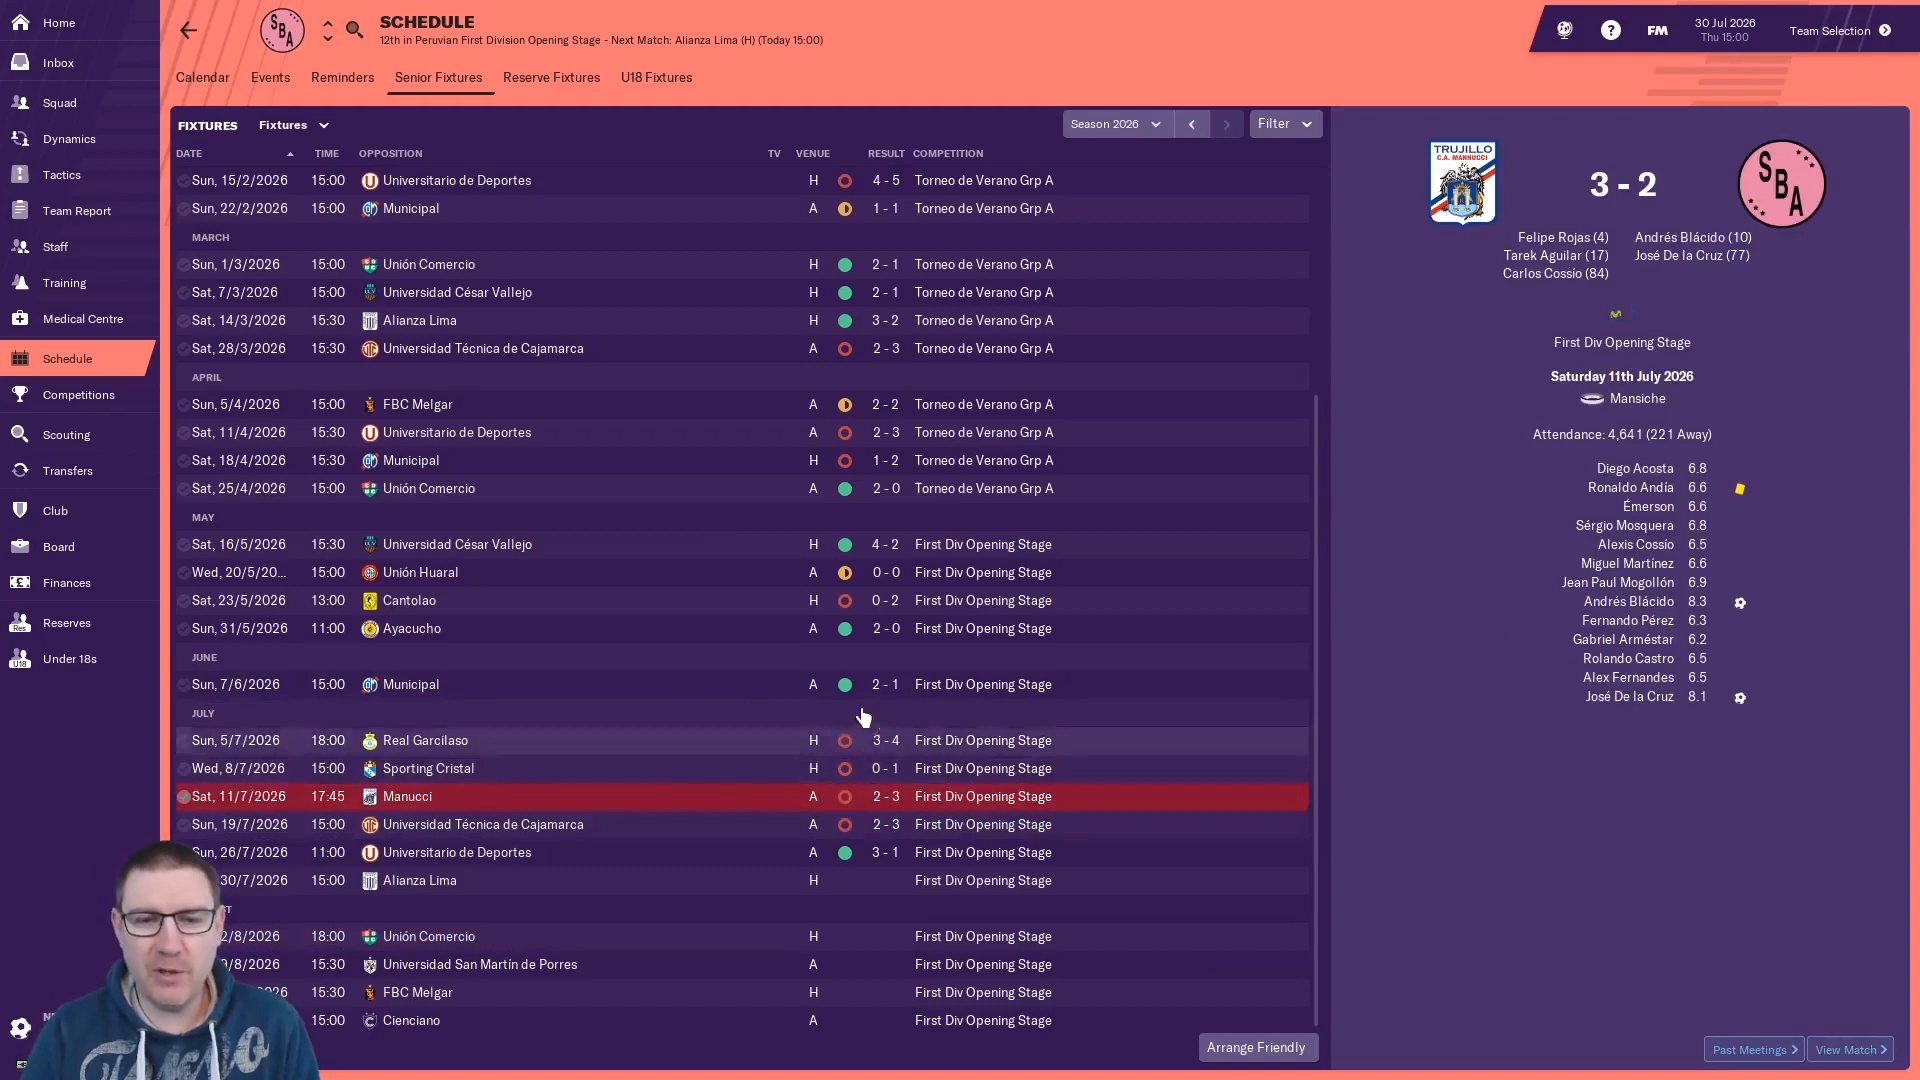 Home
Inbox
Squad
Dynamics
Tactics
Team Report
Staff
Training
Medical Centre
Schedule
Competitions
Scouting
Transfers
Club
Board
Finances
Reserves
Under 18s
SBA
SCHEDULE
12th in Peruvian First Division Opening Stage - Next Match: Alianza Lima (H) (Today 15:00)
FM
30 Jul 2026
Thu 15:00
Team Selection
Calendar Events Reminders Senior Fixtures Reserve Fixtures U18 Fixtures
FIXTURES Fixtures Season 2026 Filter
DATE TIME OPPOSITION TV VENUE RESULT COMPETITION
Sun, 15/2/2026 15:00 Universitario de Deportes H 4 - 5 Torneo de Verano Grp A
Sun, 22/2/2026 15:00 Municipal A 1 - 1 Torneo de Verano Grp A
MARCH
Sun, 1/3/2026 15:00 Unión Comercio H 2 - 1 Torneo de Verano Grp A
Sat, 7/3/2026 15:00 Universidad César Vallejo H 2 - 1 Torneo de Verano Grp A
Sat, 14/3/2026 15:30 Alianza Lima H 3 - 2 Torneo de Verano Grp A
Sat, 28/3/2026 15:30 Universidad Técnica de Cajamarca A 2 - 3 Torneo de Verano Grp A
APRIL
Sun, 5/4/2026 15:00 FBC Melgar A 2 - 2 Torneo de Verano Grp A
Sat, 11/4/2026 15:30 Universitario de Deportes A 2 - 3 Torneo de Verano Grp A
Sat, 18/4/2026 15:30 Municipal H 1 - 2 Torneo de Verano Grp A
Sat, 25/4/2026 15:00 Unión Comercio A 2 - 0 Torneo de Verano Grp A
MAY
Sat, 16/5/2026 15:30 Universidad César Vallejo H 4 - 2 First Div Opening Stage
Wed, 20/5/20... 15:00 Unión Huaral A 0 - 0 First Div Opening Stage
Sat, 23/5/2026 13:00 Cantolao H 0 - 2 First Div Opening Stage
Sun, 31/5/2026 11:00 Ayacucho A 2 - 0 First Div Opening Stage
JUNE
Sun, 7/6/2026 15:00 Municipal A 2 - 1 First Div Opening Stage
JULY
Sun, 5/7/2026 18:00 Real Garcilaso H 3 - 4 First Div Opening Stage
Wed, 8/7/2026 15:00 Sporting Cristal H 0 - 1 First Div Opening Stage
Sat, 11/7/2026 17:45 Manucci A 2 - 3 First Div Opening Stage
Sun, 19/7/2026 15:00 Universidad Técnica de Cajamarca A 2 - 3 First Div Opening Stage
Sun, 26/7/2026 11:00 Universitario de Deportes A 3 - 1 First Div Opening Stage
30/7/2026 15:00 Alianza Lima H First Div Opening Stage
2/8/2026 18:00 Unión Comercio H First Div Opening Stage
15:30 Universidad San Martín de Porres A First Div Opening Stage
15:30 FBC Melgar H First Div Opening Stage
15:00 Cienciano A First Div Opening Stage
Arrange Friendly
TRUJILLO
C.A. MANNUCCI
3 - 2
SBA
Felipe Rojas (4) Andrés Blácido (10)
Tarek Aguilar (17) José De la Cruz (77)
Carlos Cossío (84)
First Div Opening Stage
Saturday 11th July 2026
Mansiche
Attendance: 4,641 (221 Away)
Diego Acosta 6.8
Ronaldo Andía 6.6
Émerson 6.6
Sérgio Mosquera 6.8
Alexis Cossío 6.5
Miguel Martínez 6.6
Jean Paul Mogollón 6.9
Andrés Blácido 8.3
Fernando Pérez 6.3
Gabriel Arméstar 6.2
Rolando Castro 6.5
Alex Fernandes 6.5
José De la Cruz 8.1
Past Meetings View Match